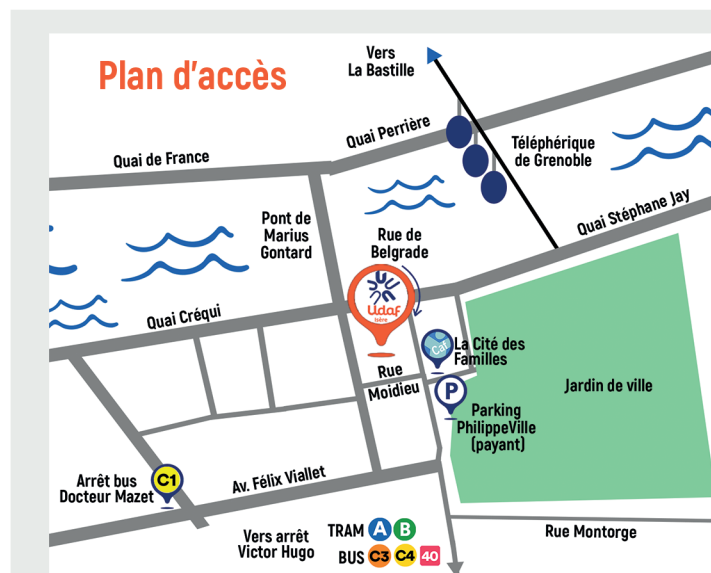 Plan d'accès
Vers
La Bastille
Quai Perrière
Téléphérique
de Grenoble
Quai de France
Quai Stéphane Jay
Pont de
Marius
Gontard
Rue de
Belgrade
Udaf
Isère
Quai Créqui
Caf
La Cité des
Familles
Rue
Moidieu
P
Jardin de ville
Parking
PhilippeVille
(payant)
C1
Arrêt bus
Docteur Mazet
Av. Félix Viallet
Vers arrêt
Victor Hugo
TRAM A B
BUS C3 C4 40
Rue Montorge